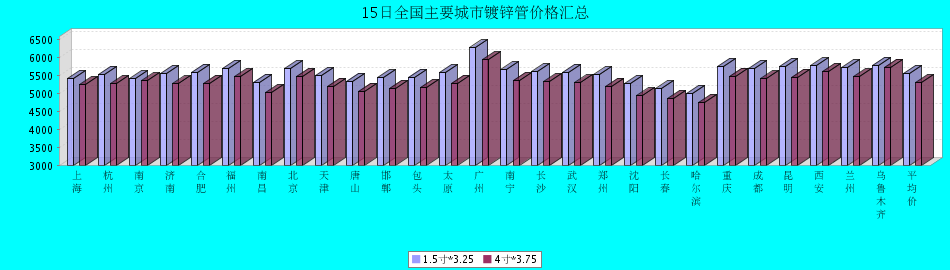 15日全国主要城市镀锌管价格汇总
6500
6000
5500
5000
4500
4000
3500
3000
上海
杭州
南京
济南
合肥
福州
南昌
北京
天津
唐山
邯郸
包头
太原
广州
南宁
长沙
武汉
郑州
沈阳
长春
哈尔滨
重庆
成都
昆明
西安
兰州
乌鲁木齐
平均价
1.5寸*3.25
4寸*3.75